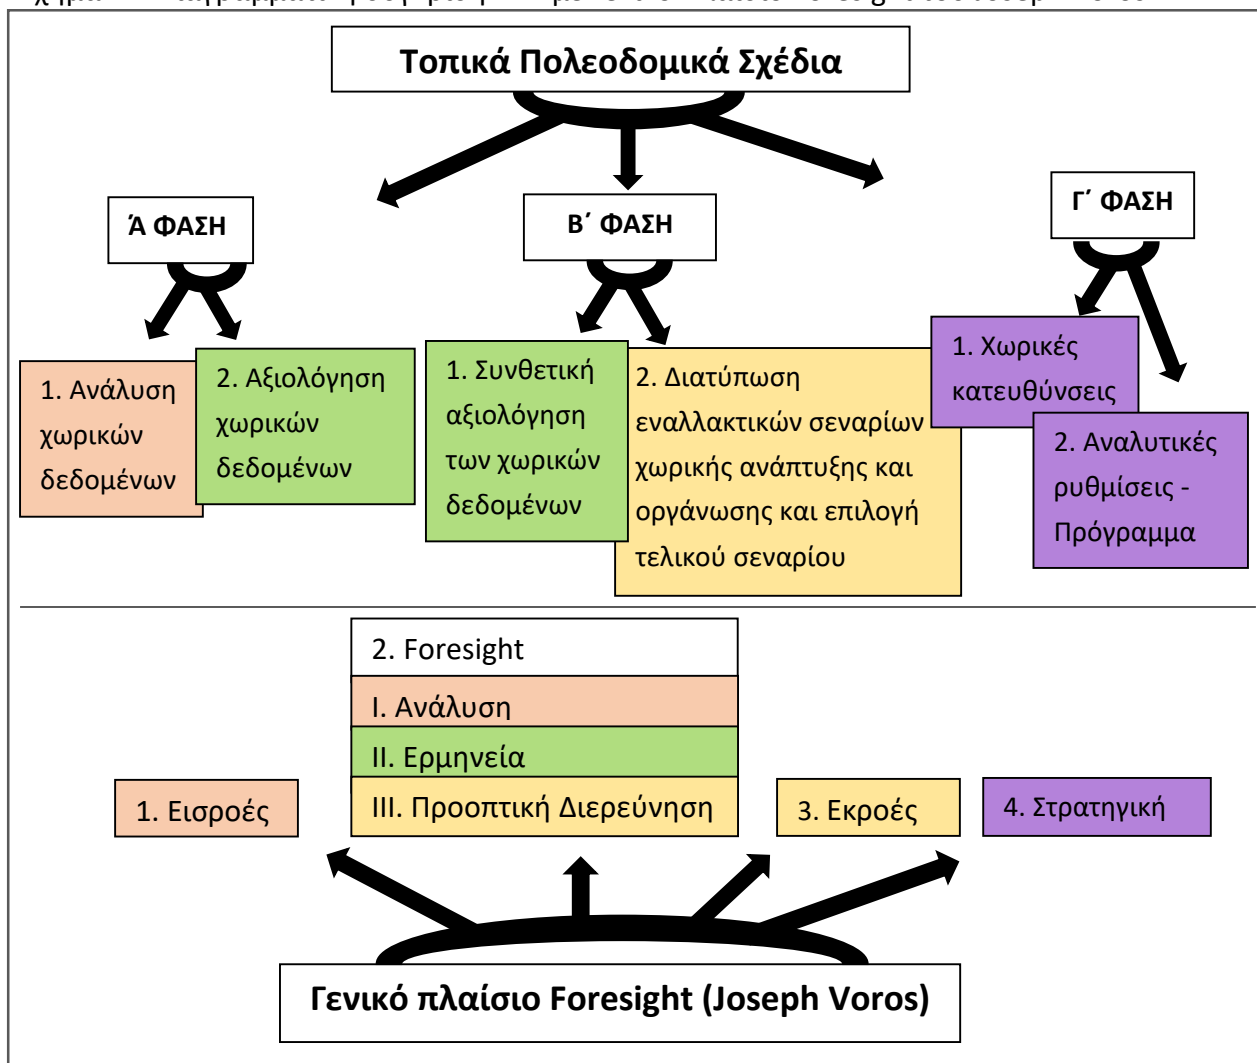 Τοπικά Πολεοδομικά Σχέδια
Ά ΦΑΣΗ
Β΄ ΦΑΣΗ
Γ΄ ΦΑΣΗ
1. Ανάλυση
χωρικών
δεδομένων
2. Αξιολόγηση
χωρικών
δεδομένων
1. Συνθετική
αξιολόγηση
των χωρικών
δεδομένων
2. Διατύπωση
εναλλακτικών σεναρίων
χωρικής ανάπτυξης και
οργάνωσης και επιλογή
τελικού σεναρίου
1. Χωρικές
κατευθύνσεις
2. Αναλυτικές
ρυθμίσεις -
Πρόγραμμα
2. Foresight
I. Ανάλυση
II. Ερμηνεία
III. Προοπτική Διερεύνηση
1. Εισροές
3. Εκροές
4. Στρατηγική
Γενικό πλαίσιο Foresight (Joseph Voros)